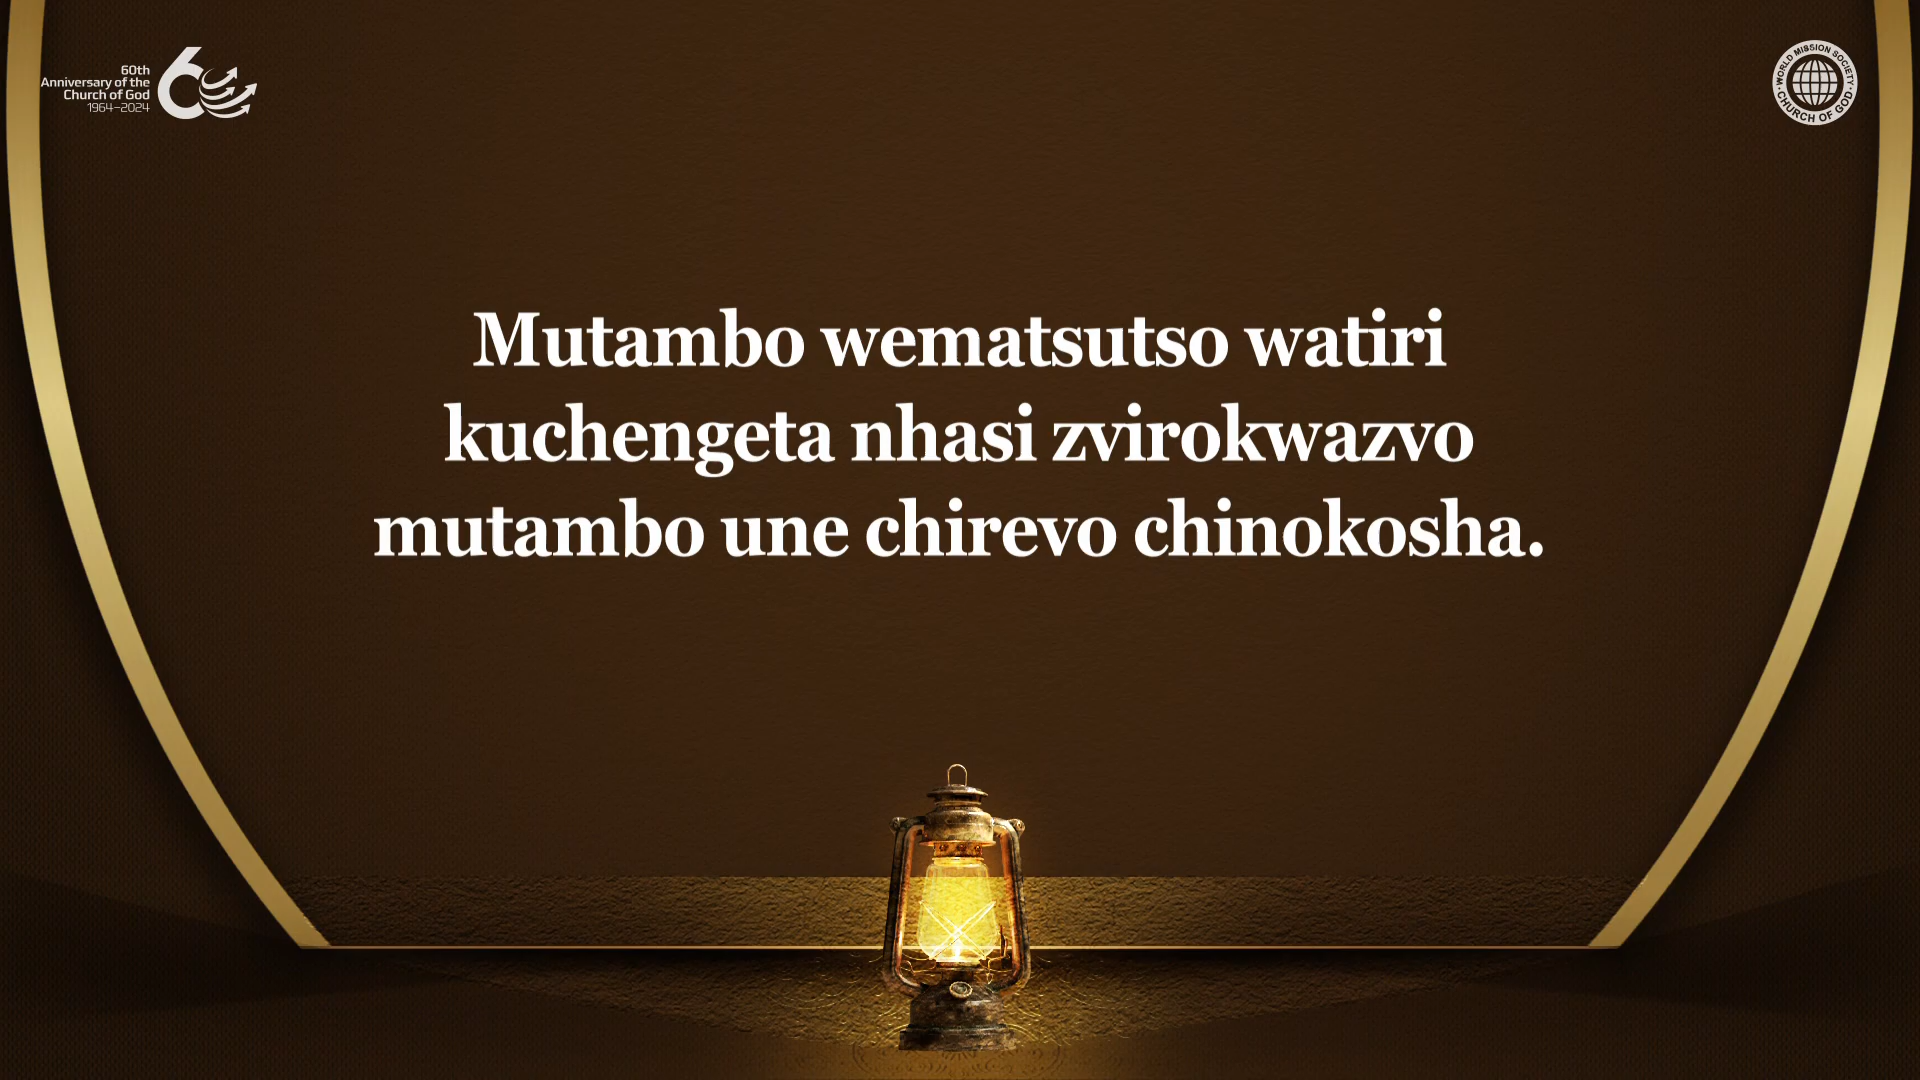 60th
Anniversary of the
Church of God
1964–2024
WORLD MISSION SOCIETY
CHURCH OF GOD
Mutambo wematsutso watiri
kuchengeta nhasi zvirokwazvo
mutambo une chirevo chinokosha.